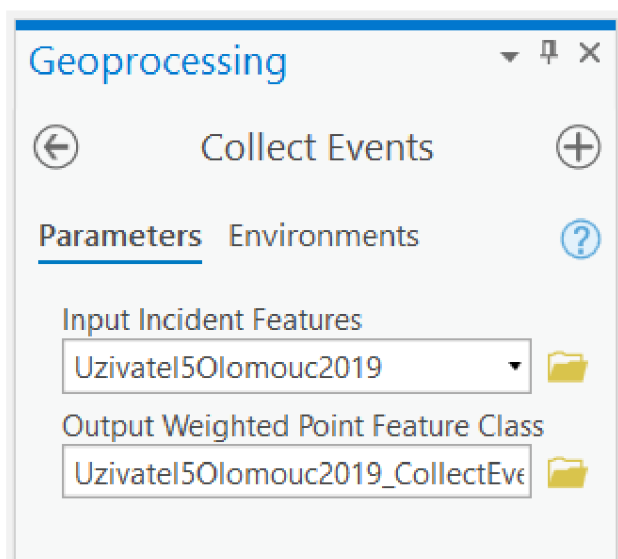 Geoprocessing
Collect Events
Parameters Environments
Input Incident Features
Uzivatel5Olomouc2019
Output Weighted Point Feature Class
Uzivatel5Olomouc2019_CollectEve